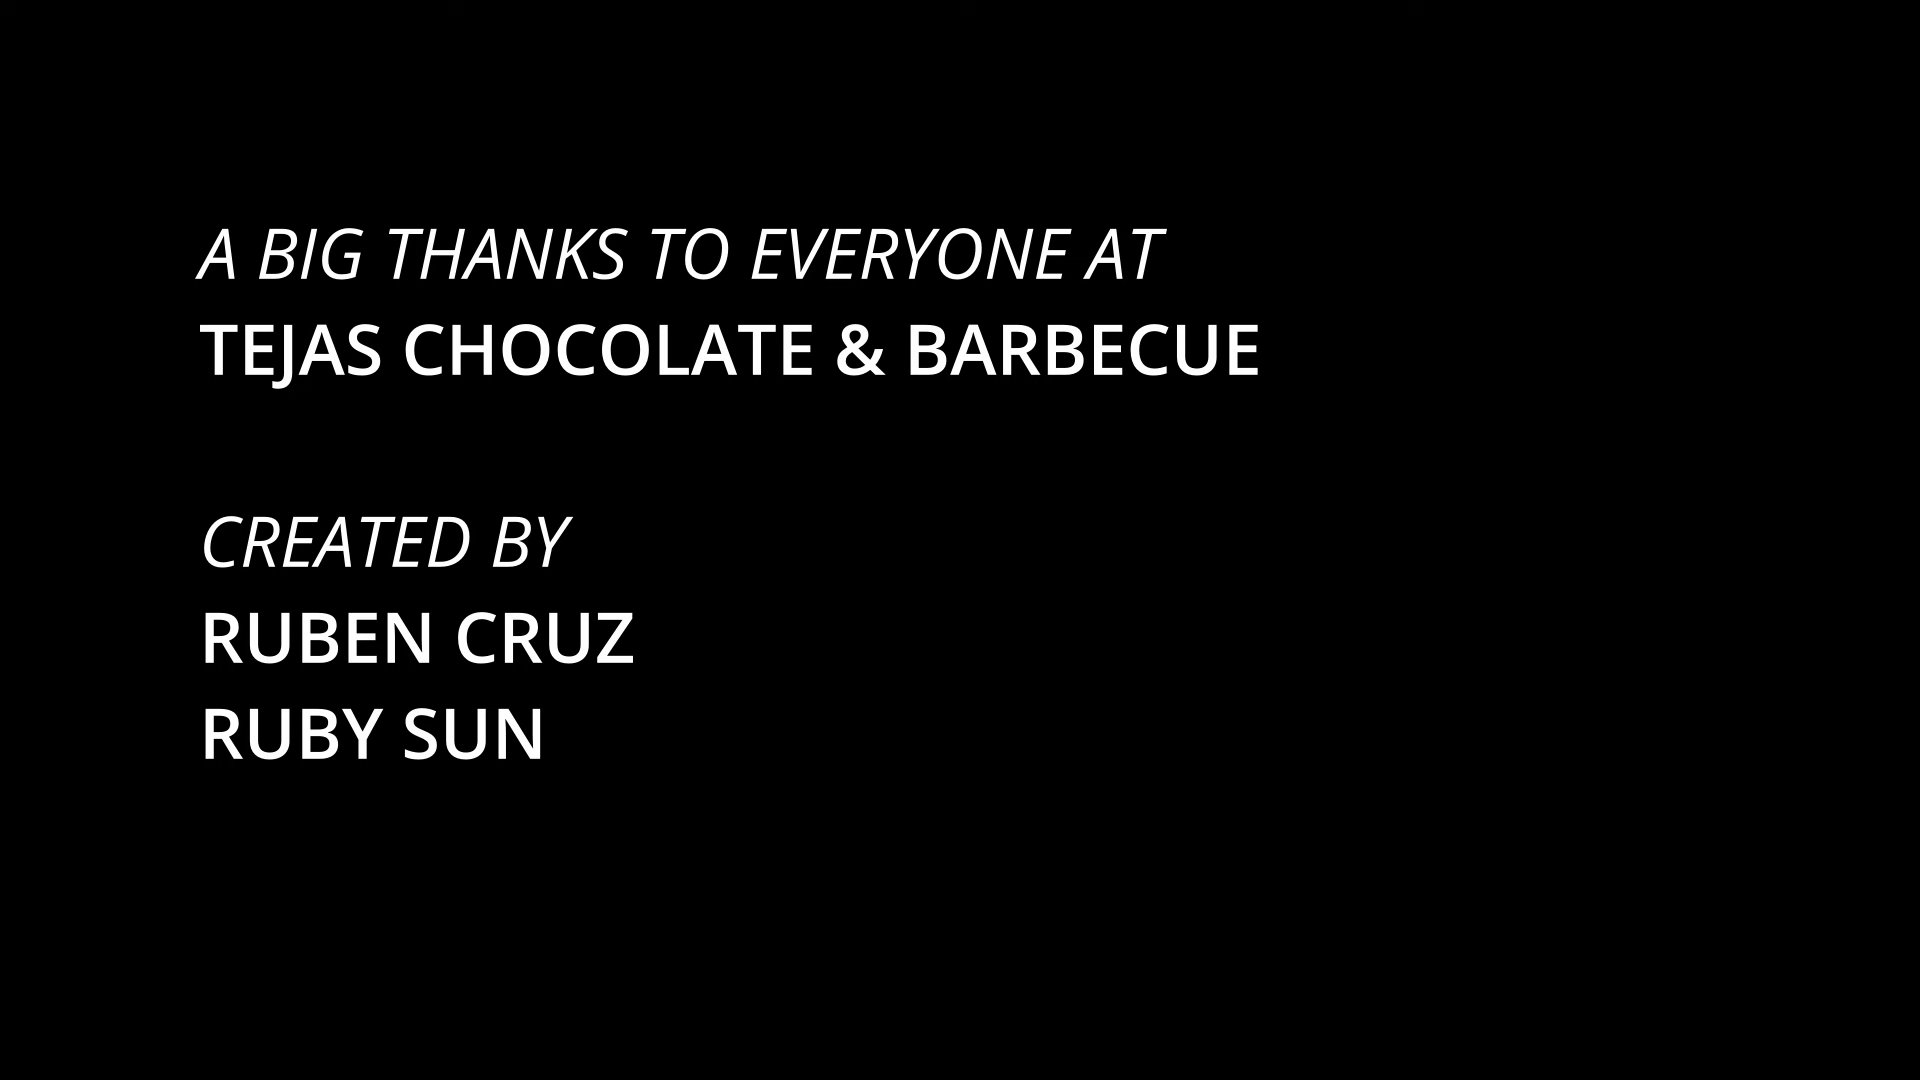 A BIG THANKS TO EVERYONE AT
TEJAS CHOCOLATE & BARBECUE
CREATED BY
RUBEN CRUZ
RUBY SUN